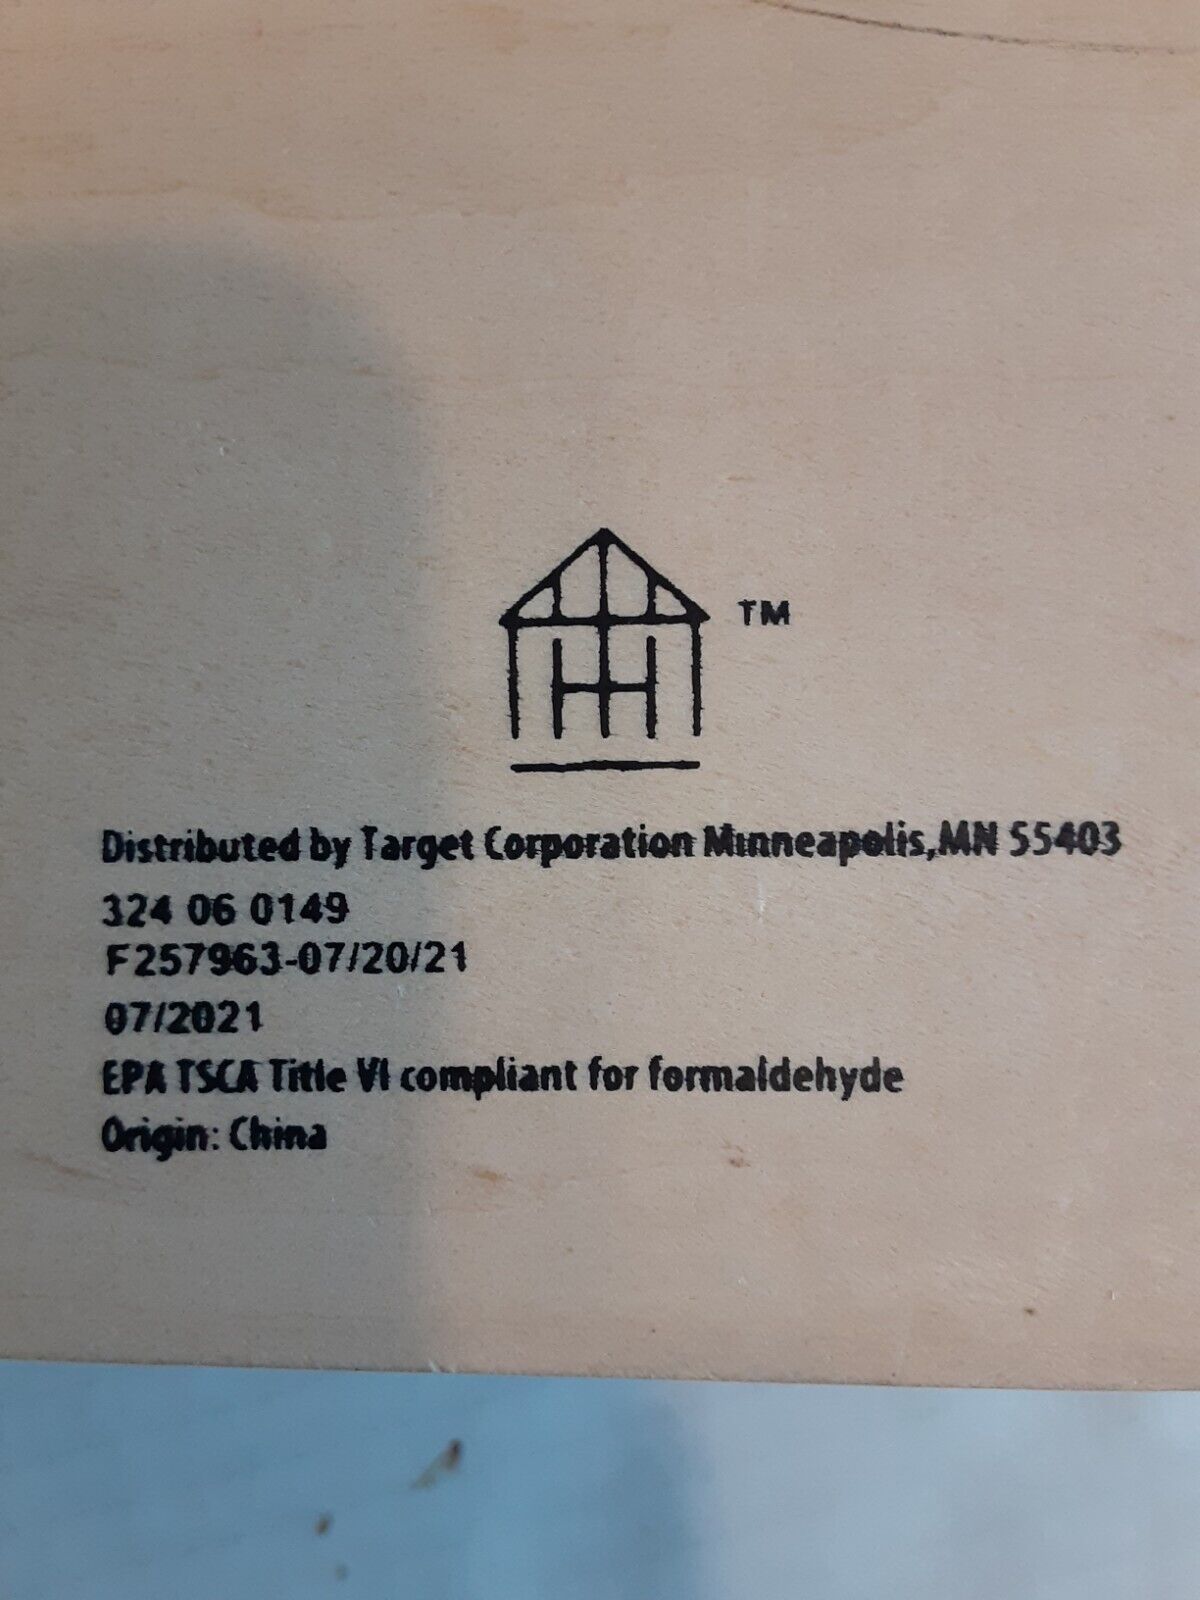 TM
Distributed by Target Corporation Minneapolis,MN 55403
324 06 0149
F257963-07/20/21
07/2021
EPA TSCA Title VI compliant for formaldehyde
Origin: China